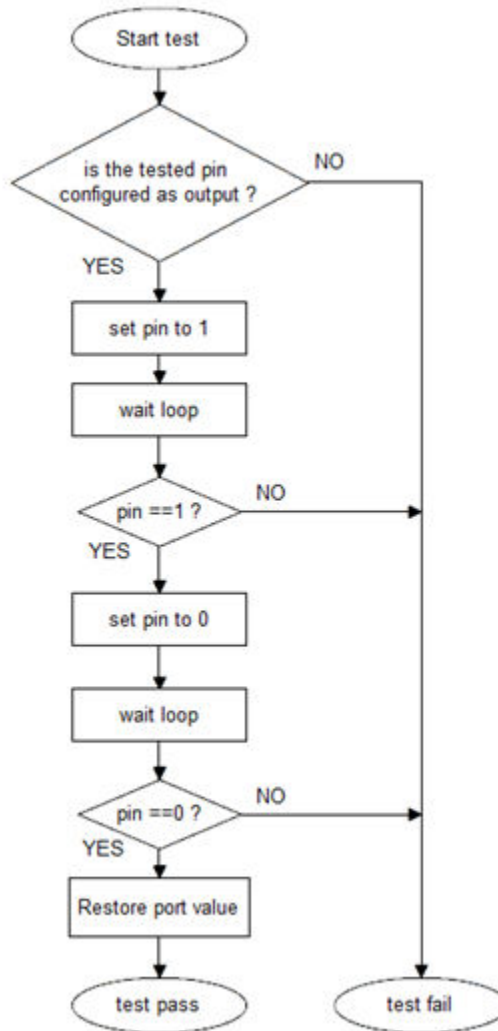 Start test
is the tested pin
configured as output ?
NO
YES
set pin to 1
wait loop
pin ==1 ?
NO
YES
set pin to 0
wait loop
pin ==0 ?
NO
YES
Restore port value
test pass
test fail